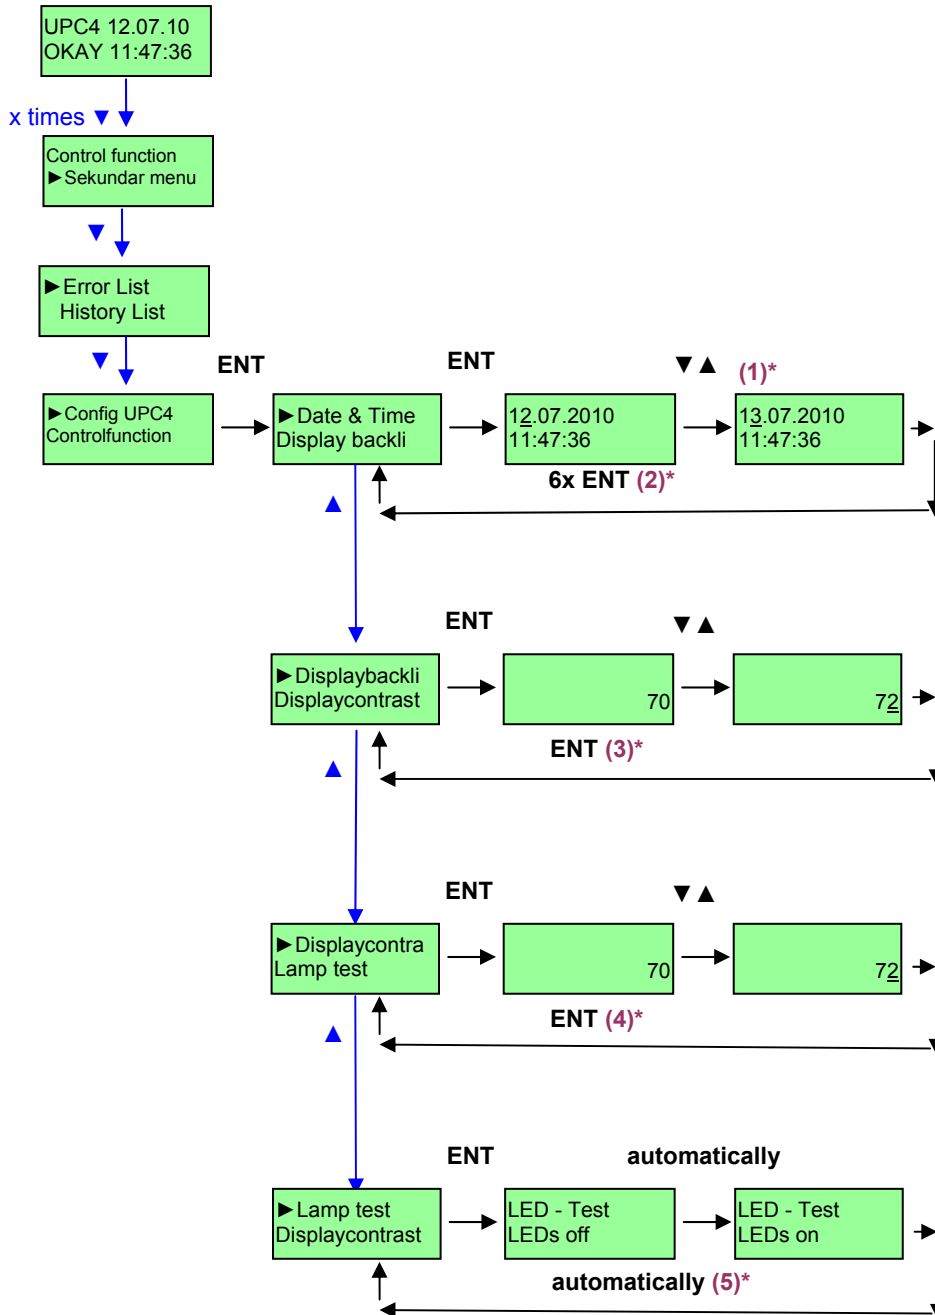 UPC4 12.07.10
OKAY 11:47:36
x times ▼
Control function
►Sekundar menu
▼
►Error List
History List
▼
ENT
ENT
▼▲
(1)*
►Config UPC4
Controlfunction
►Date & Time
Display backli
12.07.2010
11:47:36
13.07.2010
11:47:36
6x ENT (2)*
▲
ENT
▼▲
►Displaybackli
Displaycontrast
70
72
ENT (3)*
▲
ENT
▼▲
►Displaycontra
Lamp test
70
72
ENT (4)*
▲
ENT
automatically
►Lamp test
Displaycontrast
LED - Test
LEDs off
LED - Test
LEDs on
automatically (5)*